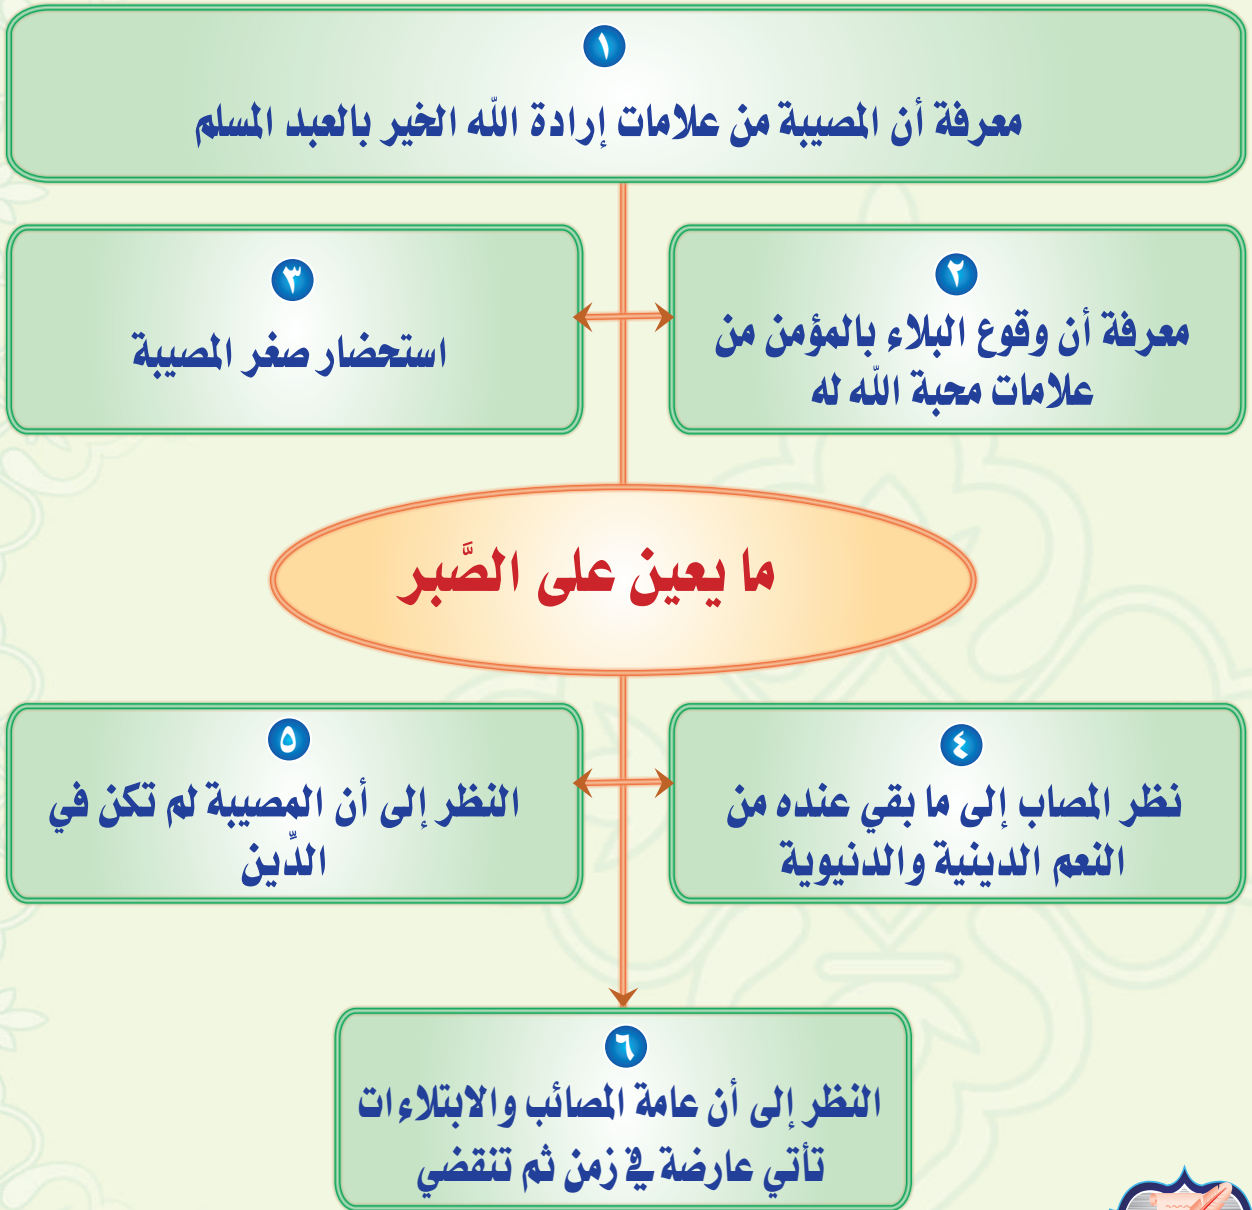 ١
معرفة أن المصيبة من علامات إرادة الله الخير بالعبد المسلم
٢
معرفة أن وقوع البلاء بالمؤمن من
علامات محبة الله له
٣
استحضار صغر المصيبة
ما يعين على الصَّبر
٤
نظر المصاب إلى ما بقي عنده من
النعم الدينية والدنيوية
٥
النظر إلى أن المصيبة لم تكن في
الدِّين
٦
النظر إلى أن عامة المصائب والابتلاءات
تأتي عارضة في زمن ثم تنقضي